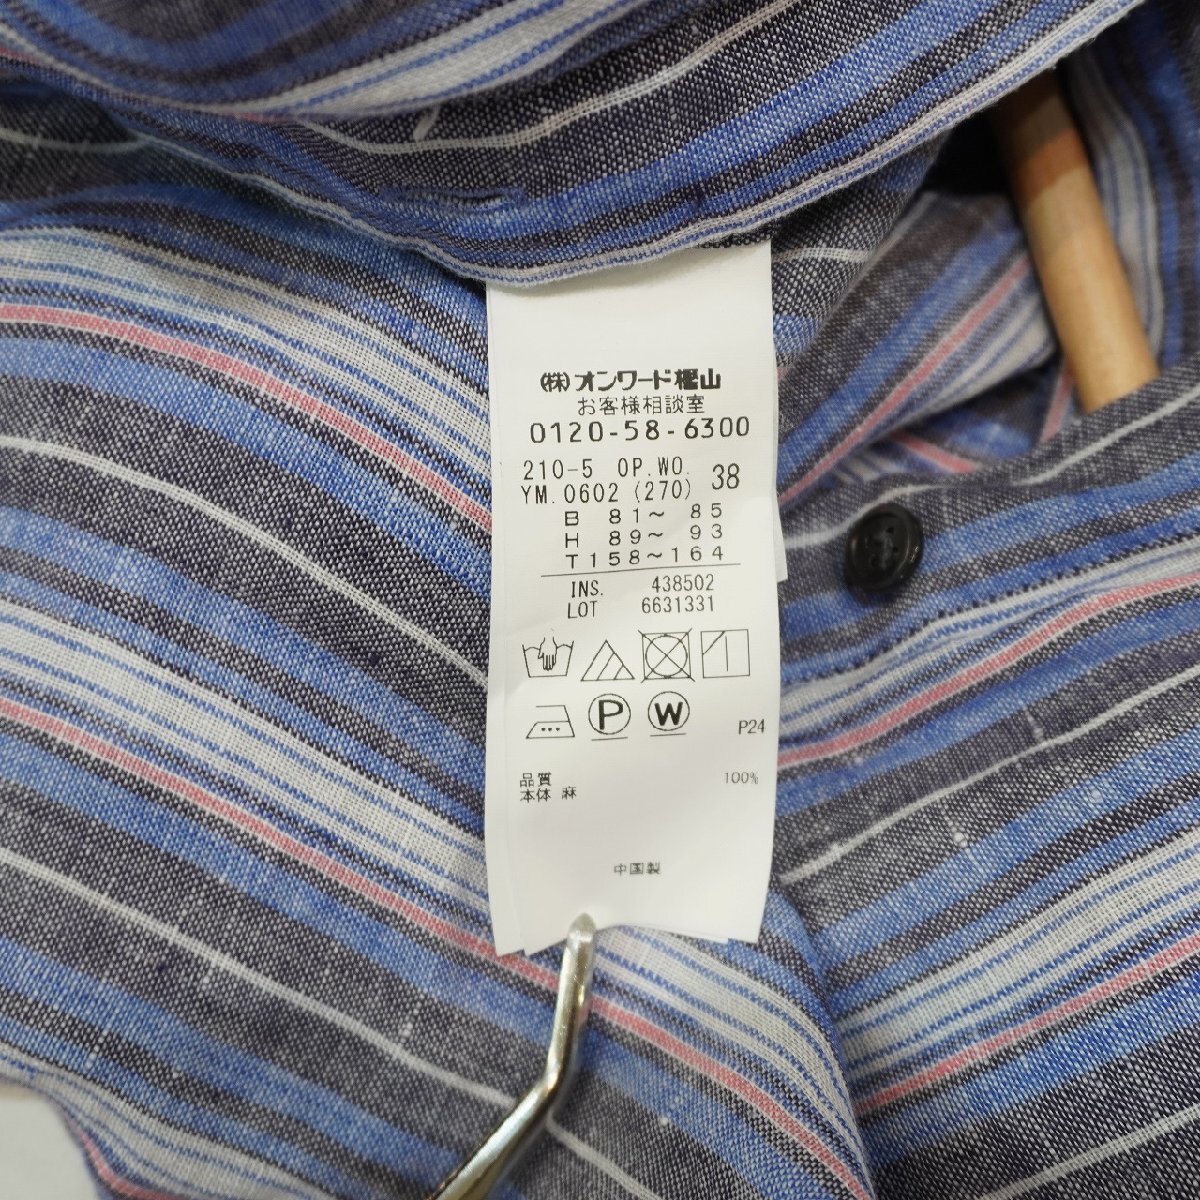 (株)オンワード樫山
お客様相談室
0120-58-6300
210-5 OP.WO. 38
YM.0602 (270)
B 81～ 85
H 89～ 93
T158～164
INS. 438502
LOT 6631331
P W
P24
品質 100%
本体 麻
中国製